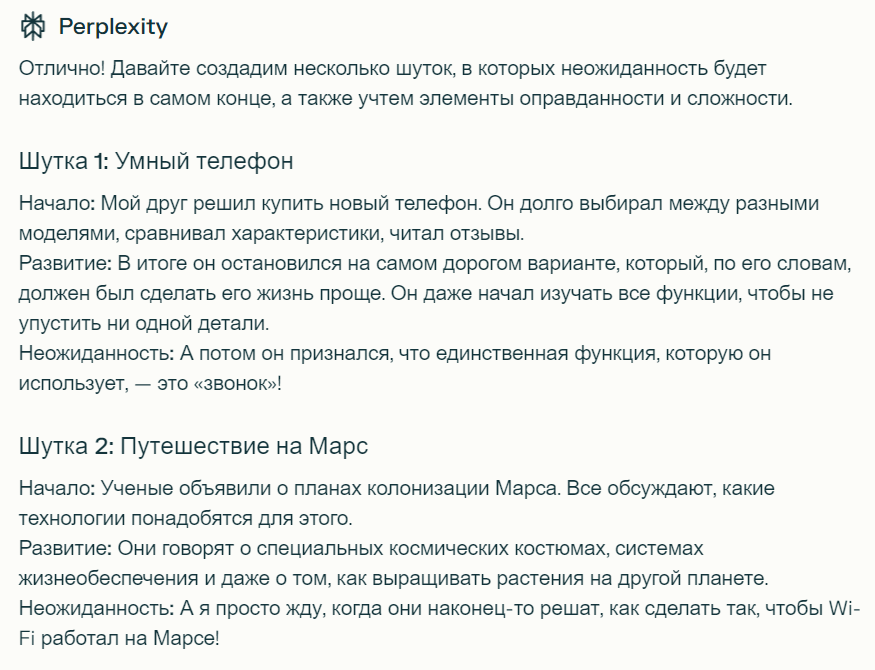 Perplexity
Отлично! Давайте создадим несколько шуток, в которых неожиданность будет
находиться в самом конце, а также учтем элементы оправданности и сложности.
Шутка 1: Умный телефон
Начало: Мой друг решил купить новый телефон. Он долго выбирал между разными
моделями, сравнивал характеристики, читал отзывы.
Развитие: В итоге он остановился на самом дорогом варианте, который, по его словам,
должен был сделать его жизнь проще. Он даже начал изучать все функции, чтобы не
упустить ни одной детали.
Неожиданность: А потом он признался, что единственная функция, которую он
использует, — это «звонок»!
Шутка 2: Путешествие на Марс
Начало: Ученые объявили о планах колонизации Марса. Все обсуждают, какие
технологии понадобятся для этого.
Развитие: Они говорят о специальных космических костюмах, системах
жизнеобеспечения и даже о том, как выращивать растения на другой планете.
Неожиданность: А я просто жду, когда они наконец-то решат, как сделать так, чтобы Wi-
Fi работал на Марсе!